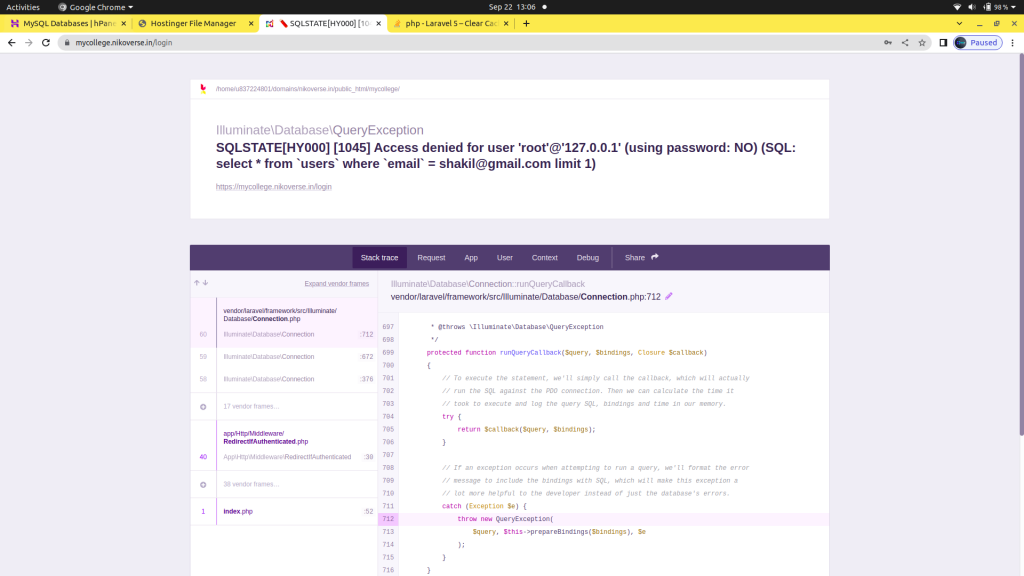 Activities
Google Chrome
Sep 22 13:06
98 %
MySQL Databases | hPan
Hostinger File Manager
SQLSTATE[HY000] [10
php - Laravel 5 – Clear Cac
mycollege.nikoverse.in/login
Paused
/home/u837224801/domains/nikoverse.in/public_html/mycollege/
Illuminate\Database\QueryException
SQLSTATE[HY000] [1045] Access denied for user 'root'@'127.0.0.1' (using password: NO) (SQL:
select * from `users` where `email` = shakil@gmail.com limit 1)
https://mycollege.nikoverse.in/login
Stack trace
Request
App
User
Context
Debug
Share
Expand vendor frames
vendor/laravel/framework/src/Illuminate/
Database/Connection.php
60 Illuminate\Database\Connection :712
59 Illuminate\Database\Connection :672
58 Illuminate\Database\Connection :376
17 vendor frames…
app/Http/Middleware/
RedirectIfAuthenticated.php
40 App\Http\Middleware\RedirectIfAuthenticated :30
38 vendor frames…
1 index.php :52
Illuminate\Database\Connection::runQueryCallback
vendor/laravel/framework/src/Illuminate/Database/Connection.php:712
697 * @throws \Illuminate\Database\QueryException
698 */
699 protected function runQueryCallback($query, $bindings, Closure $callback)
700 {
701 // To execute the statement, we'll simply call the callback, which will actually
702 // run the SQL against the PDO connection. Then we can calculate the time it
703 // took to execute and log the query SQL, bindings and time in our memory.
704 try {
705 return $callback($query, $bindings);
706 }
707
708 // If an exception occurs when attempting to run a query, we'll format the error
709 // message to include the bindings with SQL, which will make this exception a
710 // lot more helpful to the developer instead of just the database's errors.
711 catch (Exception $e) {
712 throw new QueryException(
713 $query, $this->prepareBindings($bindings), $e
714 );
715 }
716 }